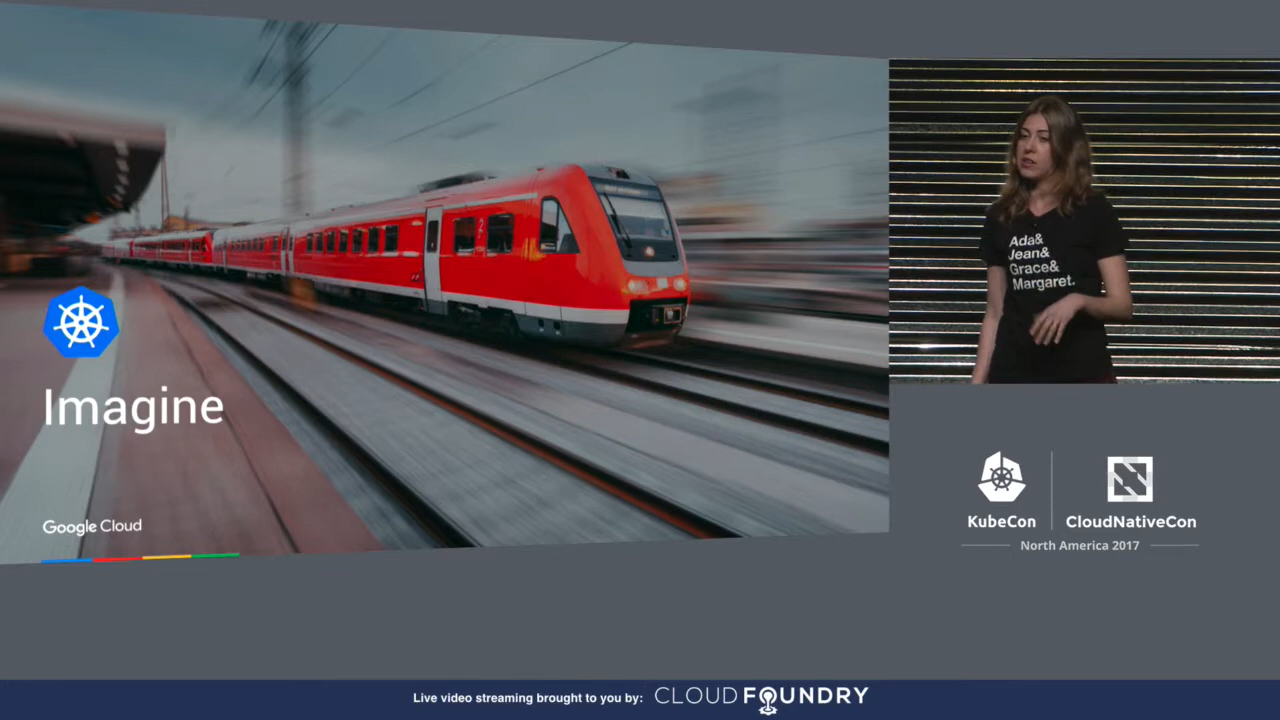 Imagine
Google Cloud
Ada&
Jean&
Grace&
Margaret.
KubeCon
CloudNativeCon
North America 2017
Live video streaming brought to you by: CLOUD FOUNDRY